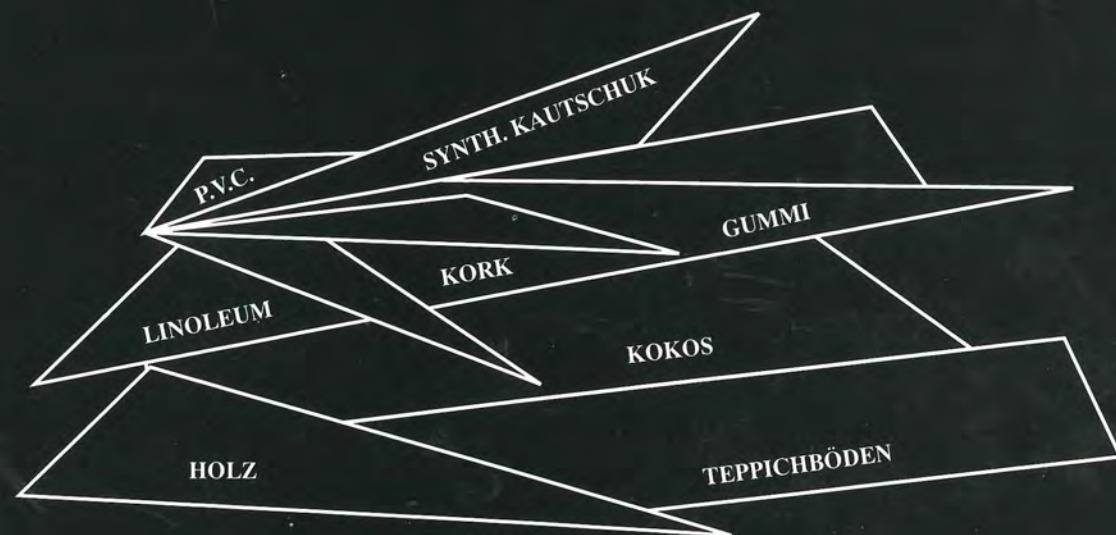 SYNTH. KAUTSCHUK
P.V.C.
GUMMI
KORK
LINOLEUM
KOKOS
HOLZ
TEPPICHBÖDEN